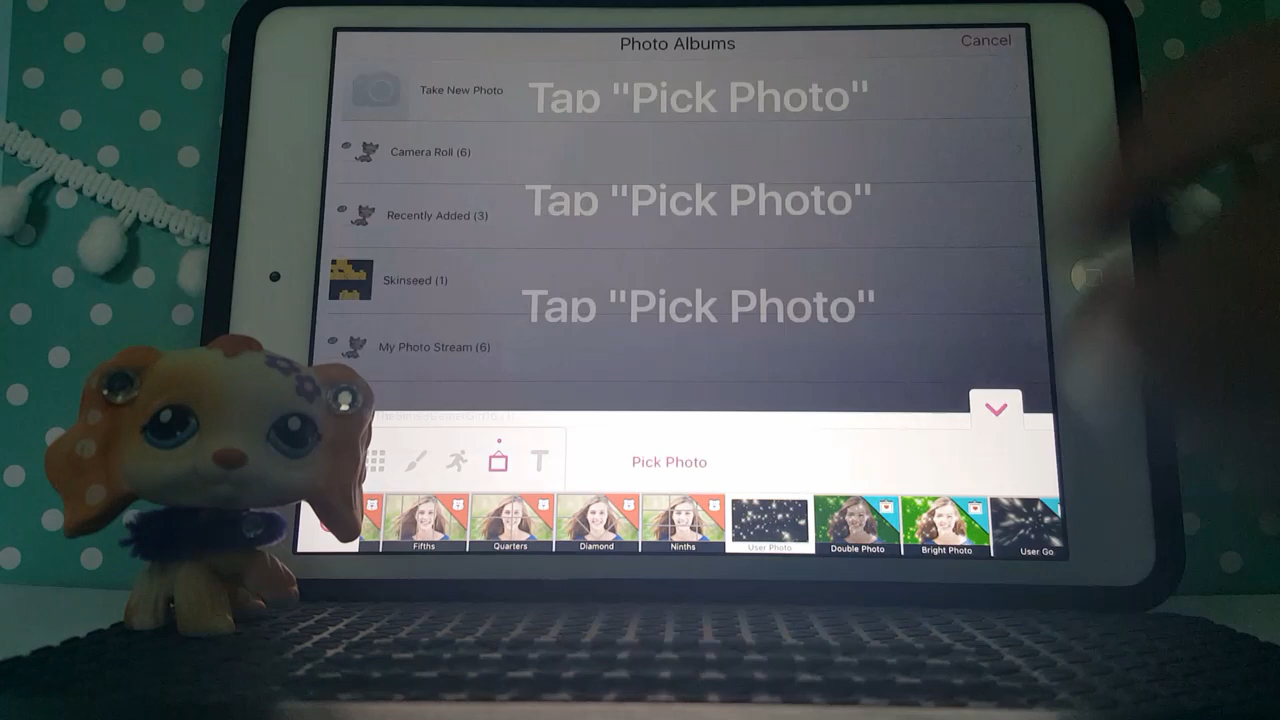 Photo Albums
Cancel
Take New Photo
Tap "Pick Photo"
Camera Roll (6)
Tap "Pick Photo"
Recently Added (3)
Skinseed (1)
Tap "Pick Photo"
My Photo Stream (6)
T
Pick Photo
Fifths
Quarters
Diamond
Ninths
User Photo
Double Photo
Bright Photo
User Go